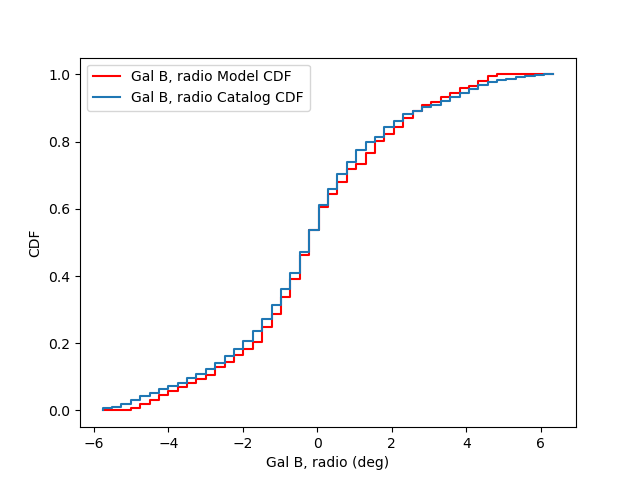 Gal B, radio Model CDF
Gal B, radio Catalog CDF
1.0
0.8
0.6
0.4
0.2
0.0
CDF
−6 −4 −2 0 2 4 6
Gal B, radio (deg)